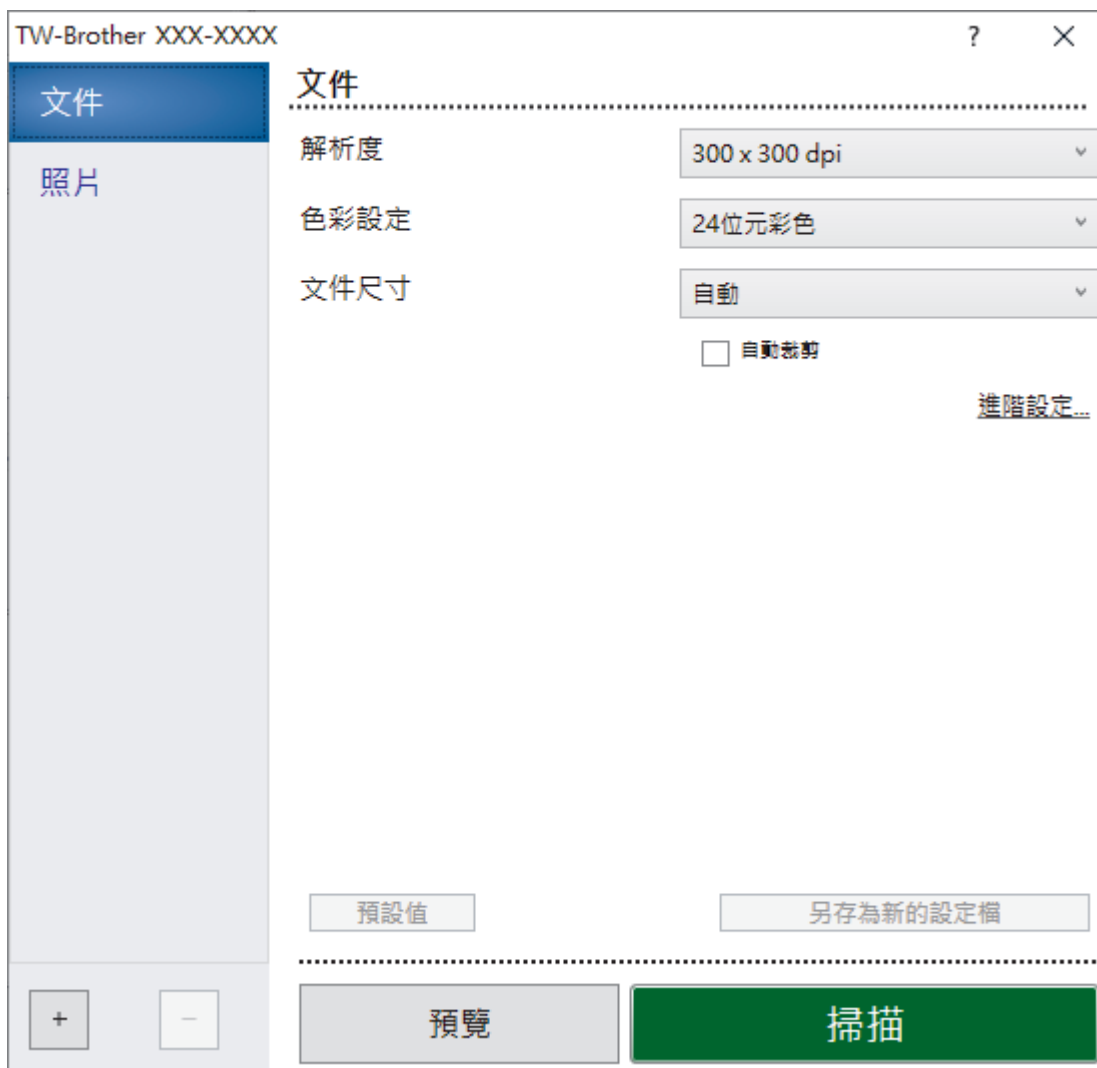 TW-Brother XXX-XXXX
?
文件
照片
文件
解析度
300 x 300 dpi
色彩設定
24位元彩色
文件尺寸
自動
自動裁剪
進階設定...
預設值
另存為新的設定檔
+
−
預覽
掃描